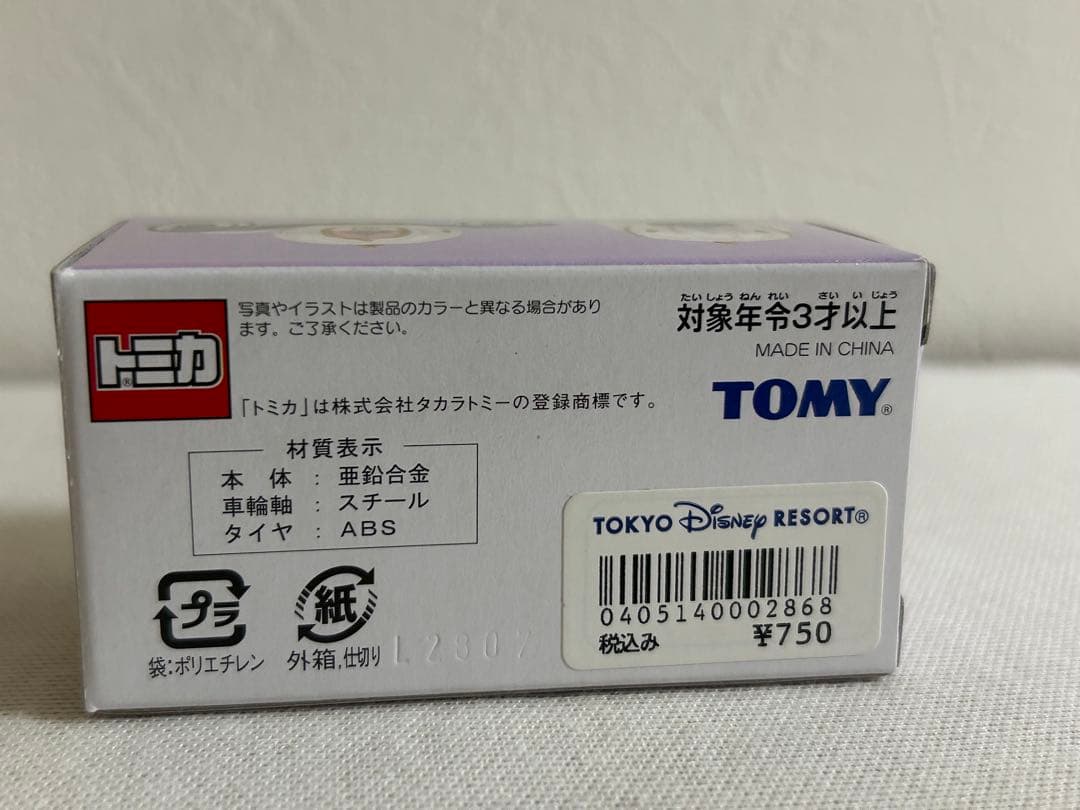 トミカ®
写真やイラストは製品のカラーと異なる場合があり
ます。ご了承ください。
「トミカ」は株式会社タカラトミーの登録商標です。
たいしょう ねん れい さい い じょう
対象年令3才以上
MADE IN CHINA
TOMY®
材質表示
本 体 : 亜鉛合金
車輪軸 : スチール
タイヤ : ABS
プラ
袋:ポリエチレン
紙
外箱,仕切り
L2807
TOKYO Disney RESORT®
0405140002868
税込み ¥750